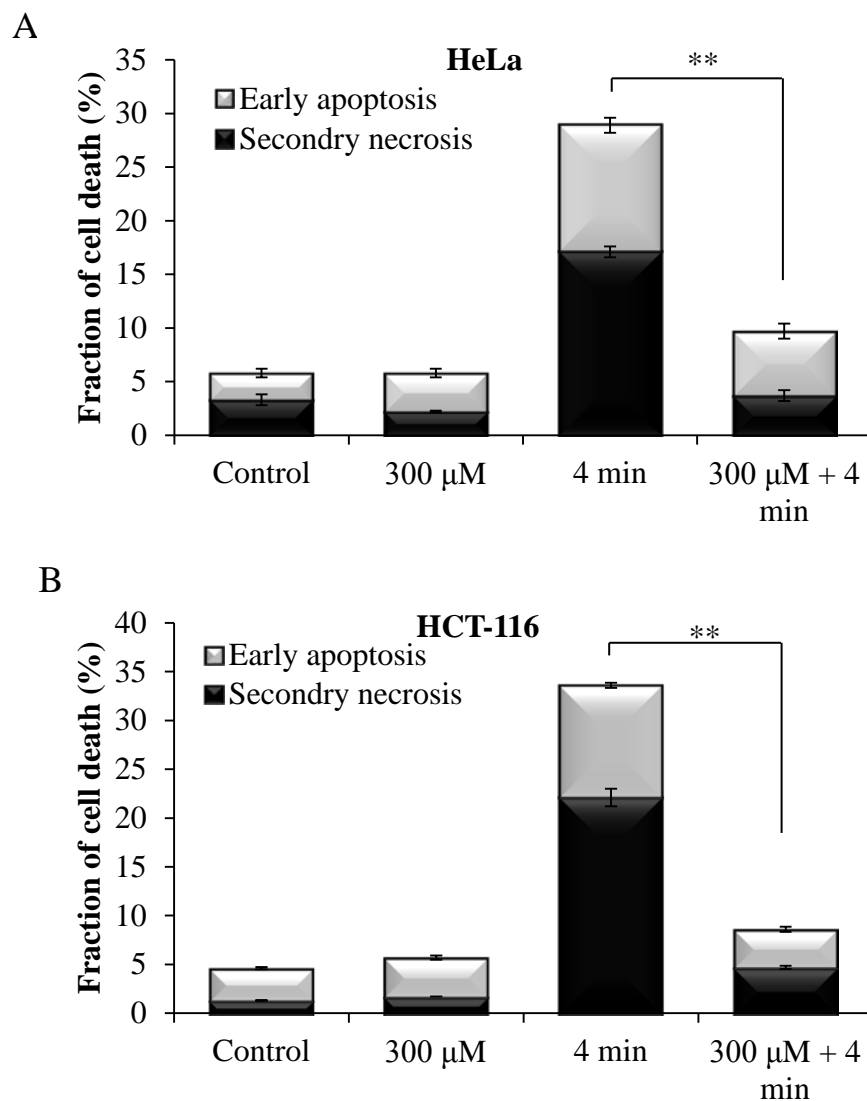 A
HeLa
Fraction of cell death (%)
35
30
25
20
15
10
5
0
Early apoptosis
Secondry necrosis
**
Control
300 μM
4 min
300 μM + 4
min
B
HCT-116
Fraction of cell death (%)
40
35
30
25
20
15
10
5
0
Early apoptosis
Secondry necrosis
**
Control
300 μM
4 min
300 μM + 4
min